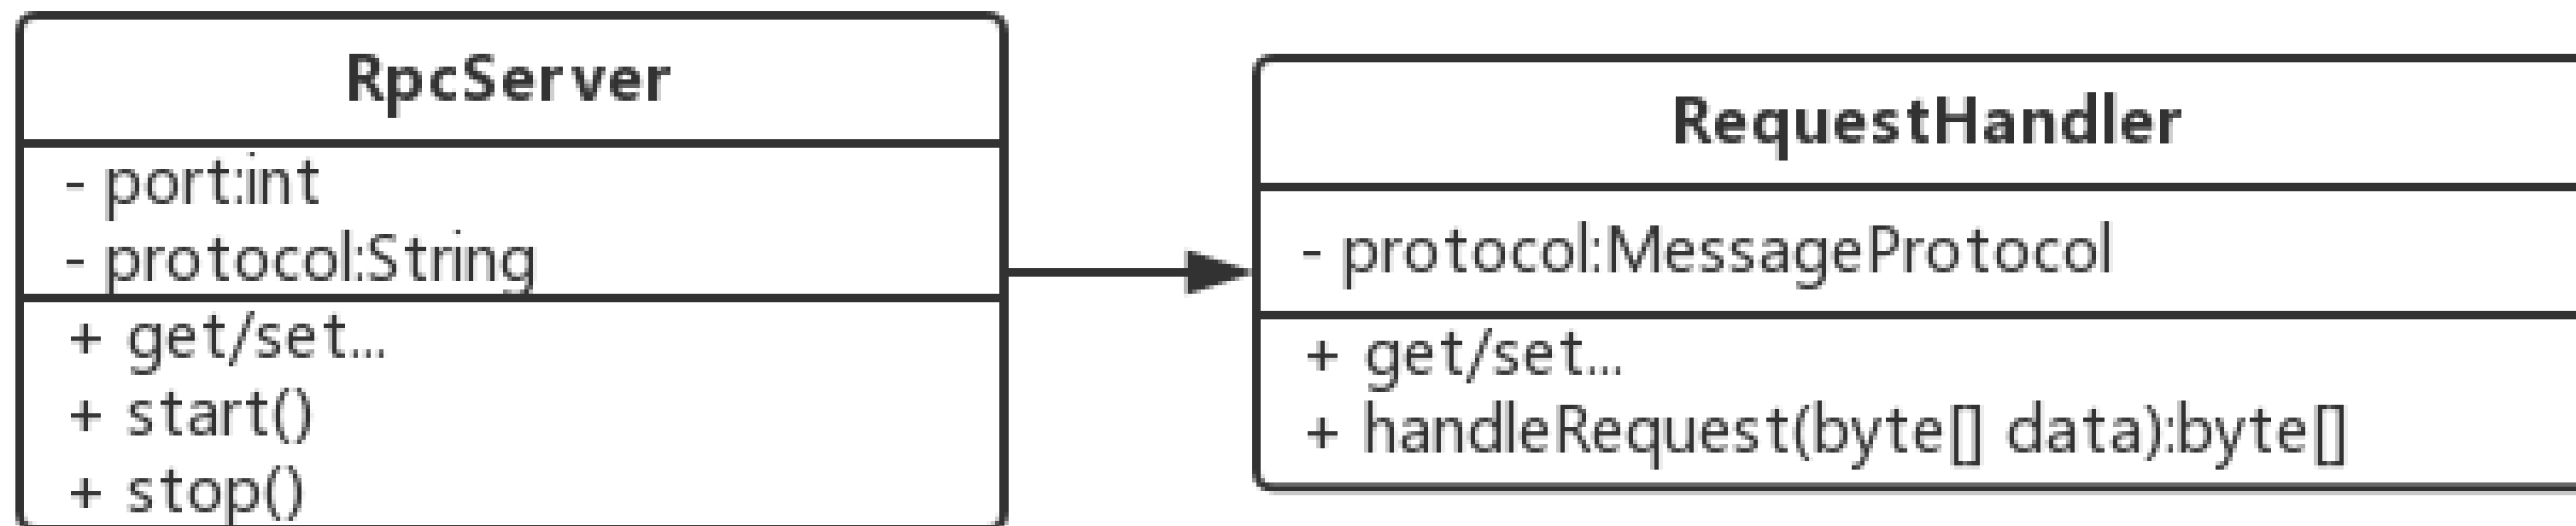 RpcServer
- port:int
- protocol:String
+ get/set...
+ start()
+ stop()
RequestHandler
- protocol:MessageProtocol
+ get/set...
+ handleRequest(byte[] data):byte[]